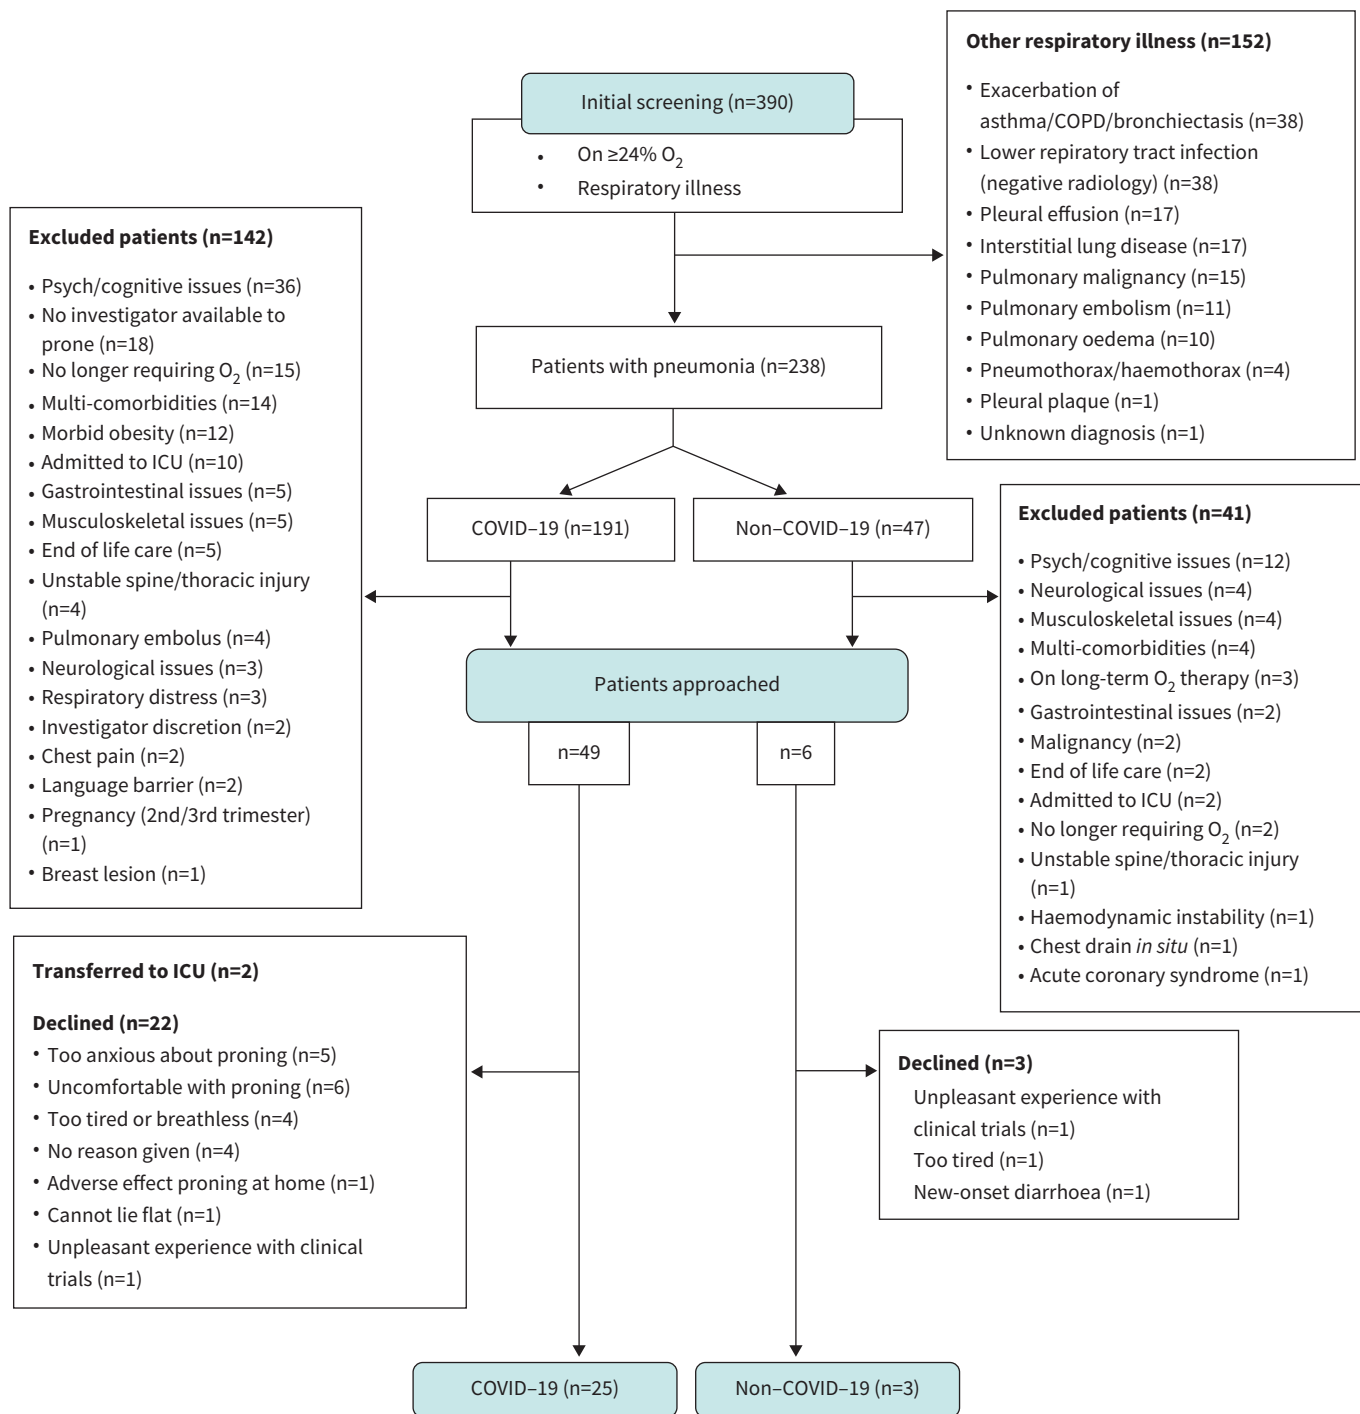 Initial screening (n=390)
• On ≥24% O2
• Respiratory illness
Other respiratory illness (n=152)
• Exacerbation of
asthma/COPD/bronchiectasis (n=38)
• Lower repiratory tract infection
(negative radiology) (n=38)
• Pleural effusion (n=17)
• Interstitial lung disease (n=17)
• Pulmonary malignancy (n=15)
• Pulmonary embolism (n=11)
• Pulmonary oedema (n=10)
• Pneumothorax/haemothorax (n=4)
• Pleural plaque (n=1)
• Unknown diagnosis (n=1)
Patients with pneumonia (n=238)
COVID–19 (n=191)
Non–COVID–19 (n=47)
Excluded patients (n=142)
• Psych/cognitive issues (n=36)
• No investigator available to
prone (n=18)
• No longer requiring O2 (n=15)
• Multi-comorbidities (n=14)
• Morbid obesity (n=12)
• Admitted to ICU (n=10)
• Gastrointestinal issues (n=5)
• Musculoskeletal issues (n=5)
• End of life care (n=5)
• Unstable spine/thoracic injury
(n=4)
• Pulmonary embolus (n=4)
• Neurological issues (n=3)
• Respiratory distress (n=3)
• Investigator discretion (n=2)
• Chest pain (n=2)
• Language barrier (n=2)
• Pregnancy (2nd/3rd trimester)
(n=1)
• Breast lesion (n=1)
Excluded patients (n=41)
• Psych/cognitive issues (n=12)
• Neurological issues (n=4)
• Musculoskeletal issues (n=4)
• Multi-comorbidities (n=4)
• On long-term O2 therapy (n=3)
• Gastrointestinal issues (n=2)
• Malignancy (n=2)
• End of life care (n=2)
• Admitted to ICU (n=2)
• No longer requiring O2 (n=2)
• Unstable spine/thoracic injury
(n=1)
• Haemodynamic instability (n=1)
• Chest drain in situ (n=1)
• Acute coronary syndrome (n=1)
Patients approached
n=49
n=6
Transferred to ICU (n=2)
Declined (n=22)
• Too anxious about proning (n=5)
• Uncomfortable with proning (n=6)
• Too tired or breathless (n=4)
• No reason given (n=4)
• Adverse effect proning at home (n=1)
• Cannot lie flat (n=1)
• Unpleasant experience with clinical
trials (n=1)
Declined (n=3)
Unpleasant experience with
clinical trials (n=1)
Too tired (n=1)
New-onset diarrhoea (n=1)
COVID–19 (n=25)
Non–COVID–19 (n=3)